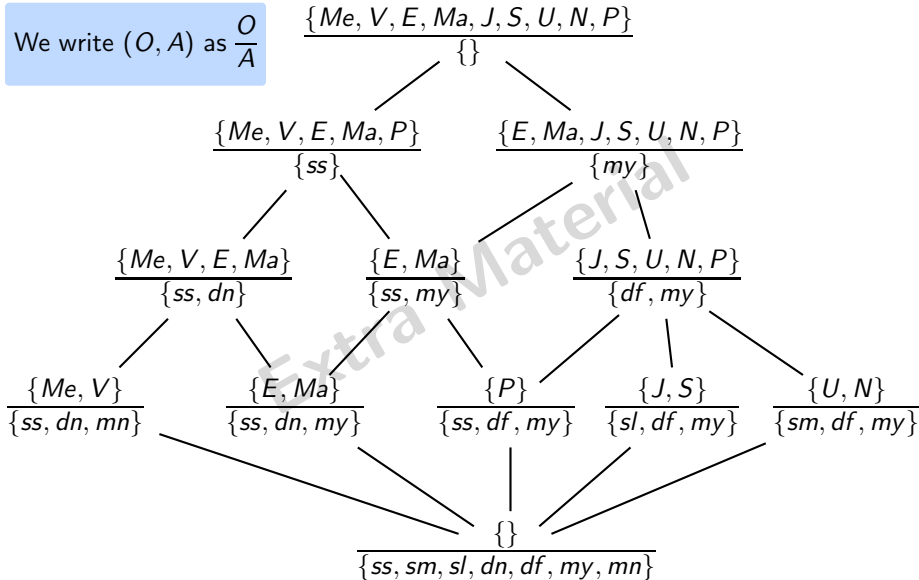 We write (O, A) as O/A
{Me, V, E, Ma, J, S, U, N, P}
{}
{Me, V, E, Ma, P}
{ss}
{E, Ma, J, S, U, N, P}
{my}
{Me, V, E, Ma}
{ss, dn}
{E, Ma}
{ss, my}
{J, S, U, N, P}
{df, my}
Extra Material
{Me, V}
{ss, dn, mn}
{E, Ma}
{ss, dn, my}
{P}
{ss, df, my}
{J, S}
{sl, df, my}
{U, N}
{sm, df, my}
{}
{ss, sm, sl, dn, df, my, mn}